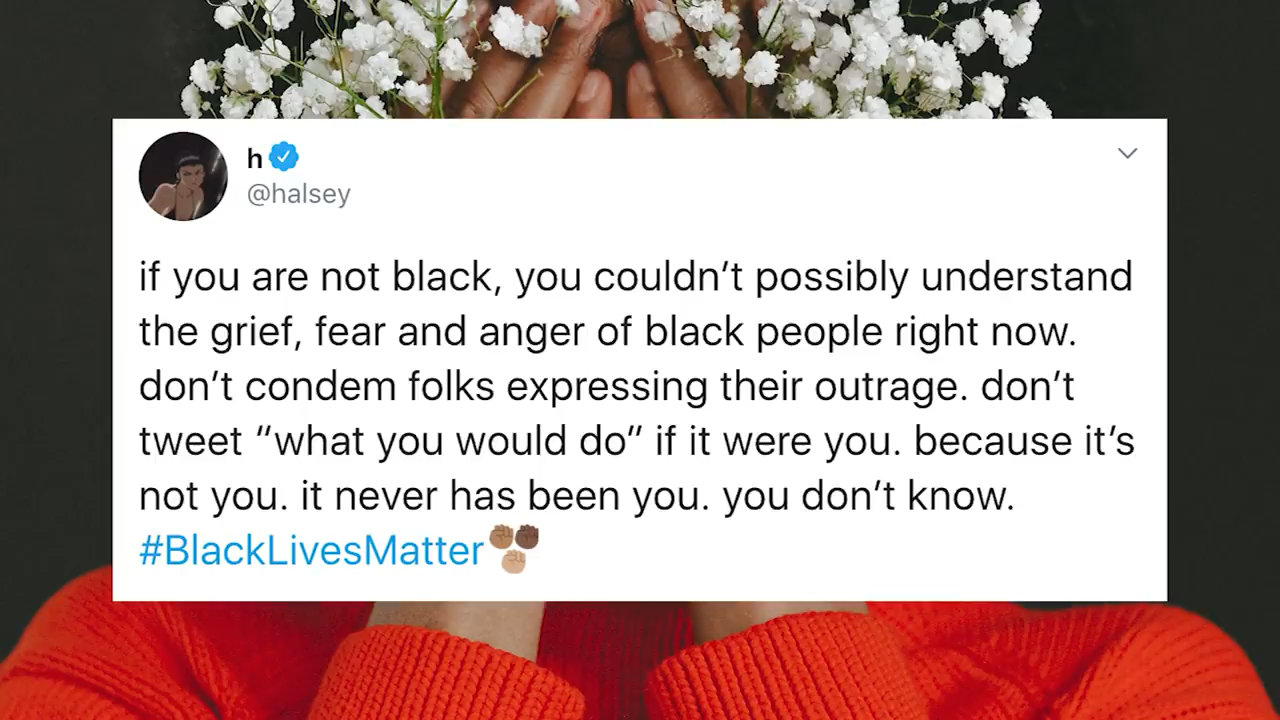 h
@halsey
if you are not black, you couldn’t possibly understand
the grief, fear and anger of black people right now.
don’t condem folks expressing their outrage. don’t
tweet “what you would do” if it were you. because it’s
not you. it never has been you. you don’t know.
#BlackLivesMatter